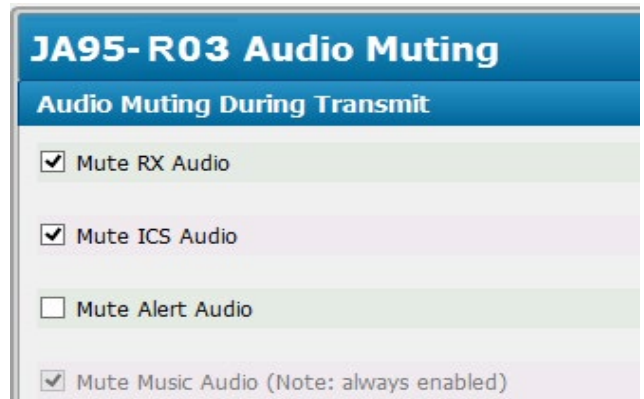 JA95-R03 Audio Muting
Audio Muting During Transmit
Mute RX Audio
Mute ICS Audio
Mute Alert Audio
Mute Music Audio (Note: always enabled)